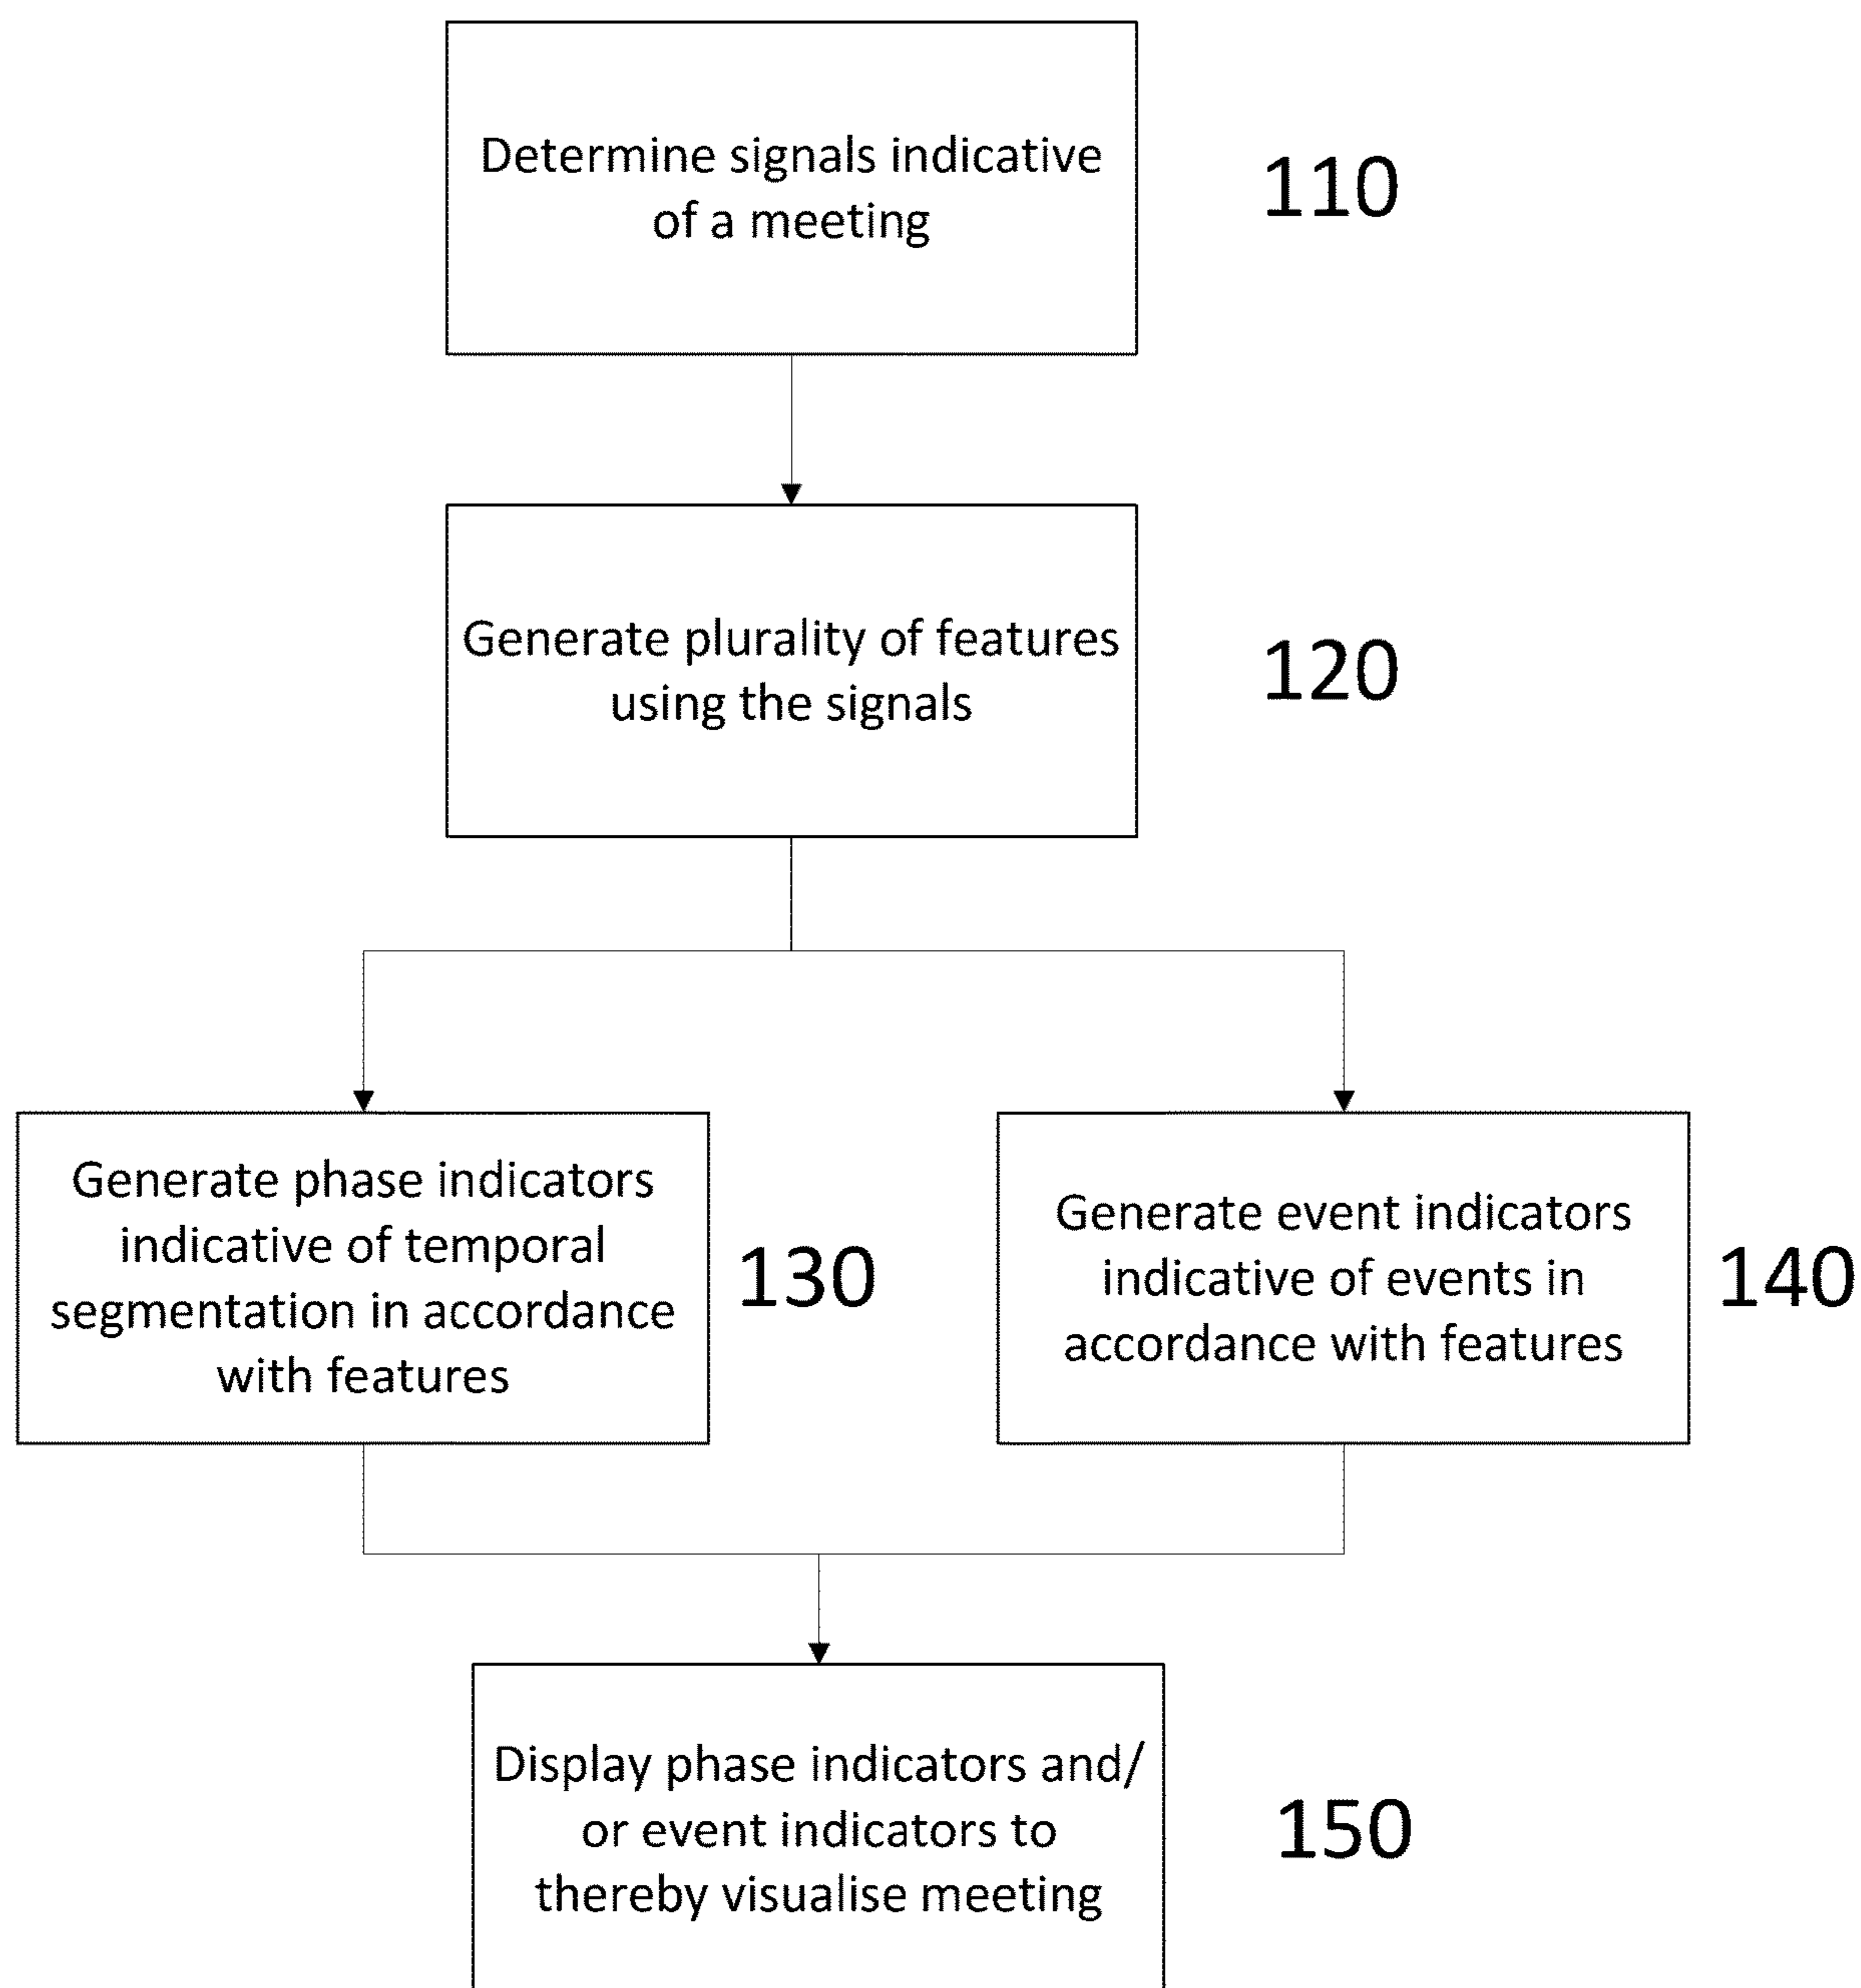 Determine signals indicative
of a meeting
110
Generate plurality of features
using the signals
120
Generate phase indicators
indicative of temporal
segmentation in accordance
with features
130
Generate event indicators
indicative of events in
accordance with features
140
Display phase indicators and/
or event indicators to
thereby visualise meeting
150